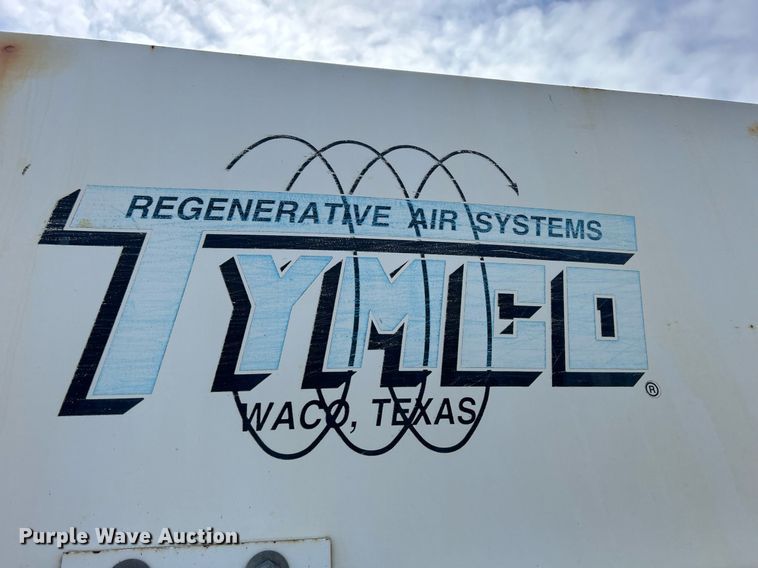 REGENERATIVE AIR SYSTEMS
TYMCO
®
WACO, TEXAS
Purple Wave Auction